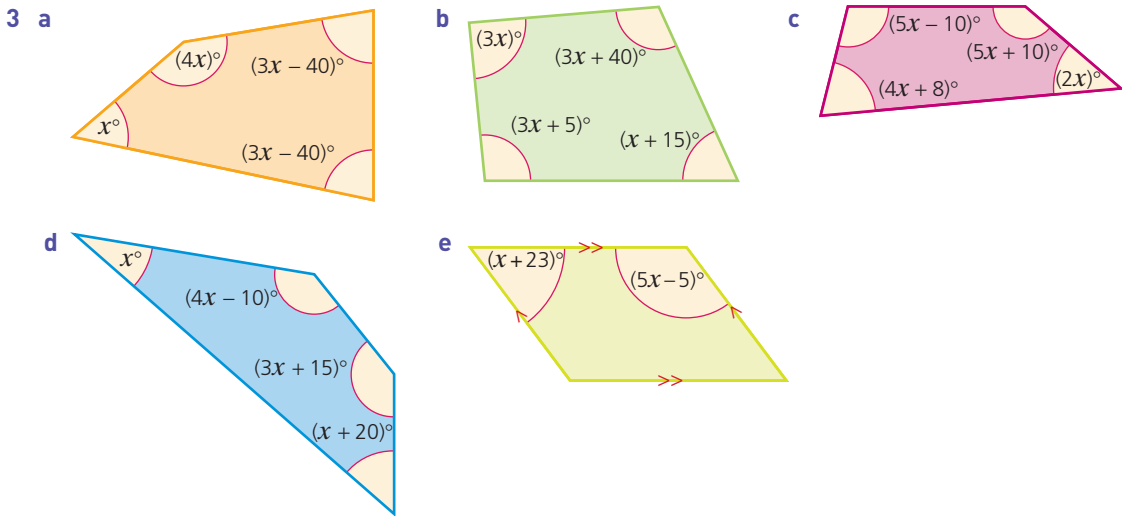 3 a
(4x)°
(3x – 40)°
x°
(3x – 40)°
b
(3x)°
(3x + 40)°
(3x + 5)°
(x + 15)°
c
(5x – 10)°
(5x + 10)°
(4x + 8)°
(2x)°
d
x°
(4x – 10)°
(3x + 15)°
(x + 20)°
e
(x + 23)°
(5x – 5)°